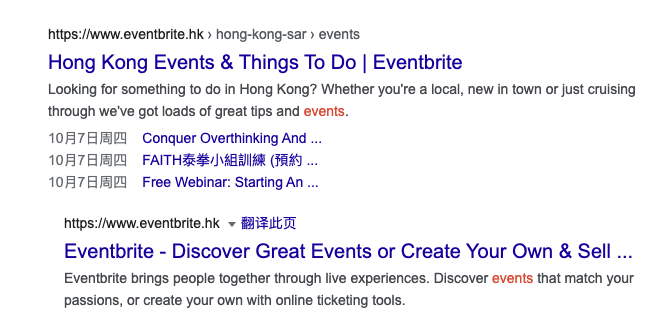 https://www.eventbrite.hk › hong-kong-sar › events
Hong Kong Events & Things To Do | Eventbrite
Looking for something to do in Hong Kong? Whether you're a local, new in town or just cruising
through we've got loads of great tips and events.
10月7日周四 Conquer Overthinking And ...
10月7日周四 FAITH泰拳小組訓練 (預約 ...
10月7日周四 Free Webinar: Starting An ...
https://www.eventbrite.hk ▾ 翻译此页
Eventbrite - Discover Great Events or Create Your Own & Sell ...
Eventbrite brings people together through live experiences. Discover events that match your
passions, or create your own with online ticketing tools.